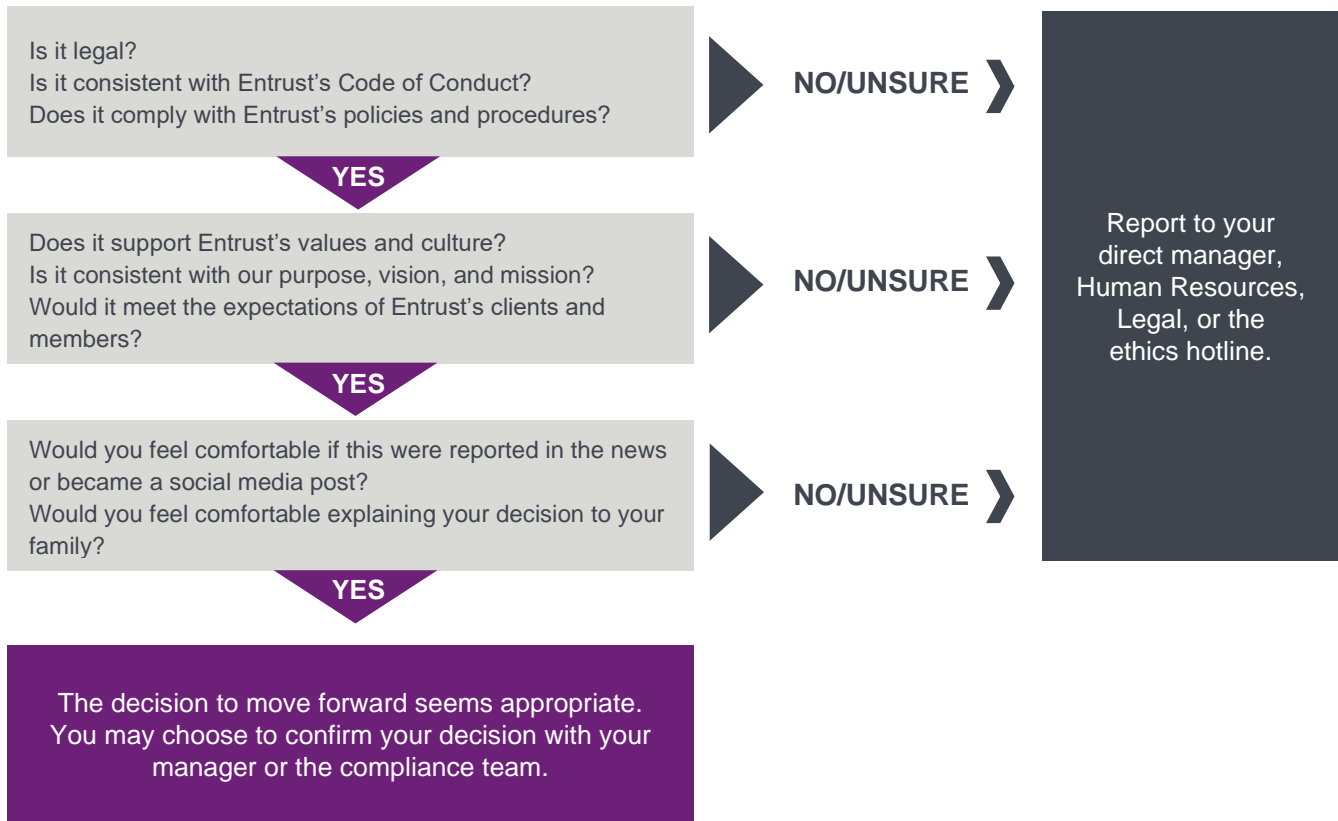 Is it legal?
Is it consistent with Entrust’s Code of Conduct?
Does it comply with Entrust’s policies and procedures?
NO/UNSURE
YES
Does it support Entrust’s values and culture?
Is it consistent with our purpose, vision, and mission?
Would it meet the expectations of Entrust’s clients and
members?
NO/UNSURE
YES
Would you feel comfortable if this were reported in the news
or became a social media post?
Would you feel comfortable explaining your decision to your
family?
NO/UNSURE
YES
Report to your
direct manager,
Human Resources,
Legal, or the
ethics hotline.
The decision to move forward seems appropriate.
You may choose to confirm your decision with your
manager or the compliance team.